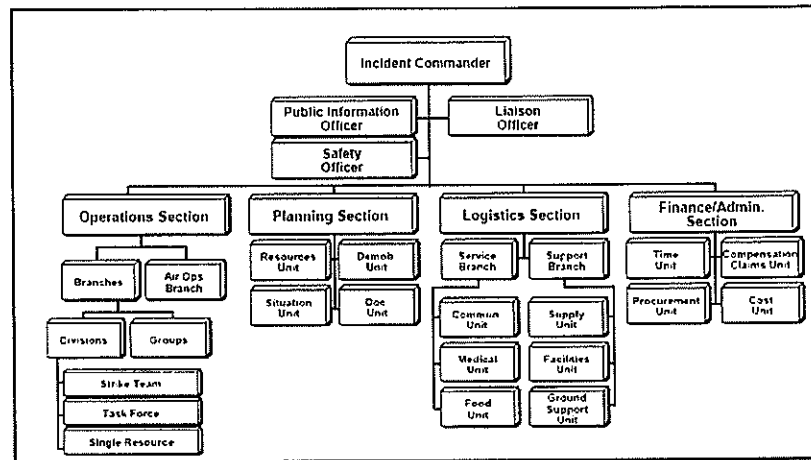 Incident Commander
Public Information
Officer
Liaison
Officer
Safety
Officer
Operations Section
Planning Section
Logistics Section
Finance/Admin.
Section
Branches
Air Ops
Branch
Resources
Unit
Demob
Unit
Service
Branch
Support
Branch
Time
Unit
Compensation
Claims Unit
Situation
Unit
Doc
Unit
Procurement
Unit
Cost
Unit
Divisions
Groups
Commun
Unit
Supply
Unit
Strike Team
Medical
Unit
Facilities
Unit
Task Force
Single Resource
Food
Unit
Ground
Support
Unit